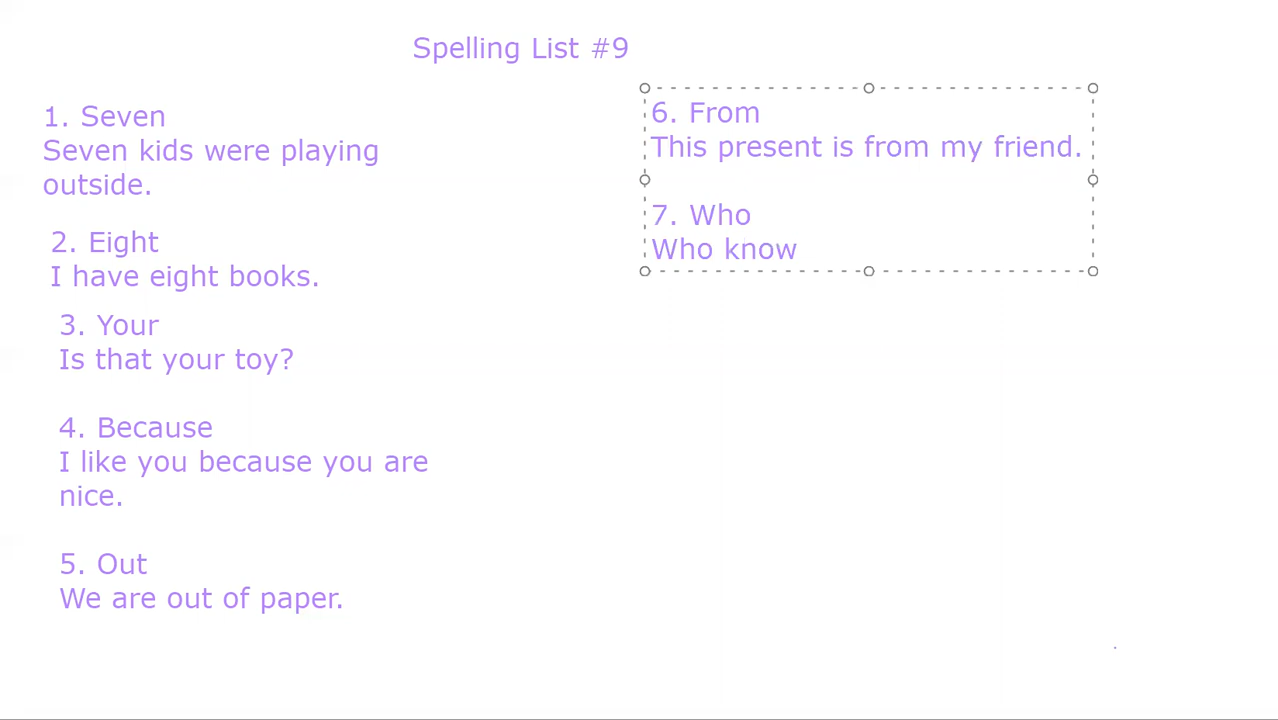 Spelling List #9
1. Seven
Seven kids were playing
outside.
2. Eight
I have eight books.
3. Your
Is that your toy?
4. Because
I like you because you are
nice.
5. Out
We are out of paper.
6. From
This present is from my friend.
7. Who
Who know